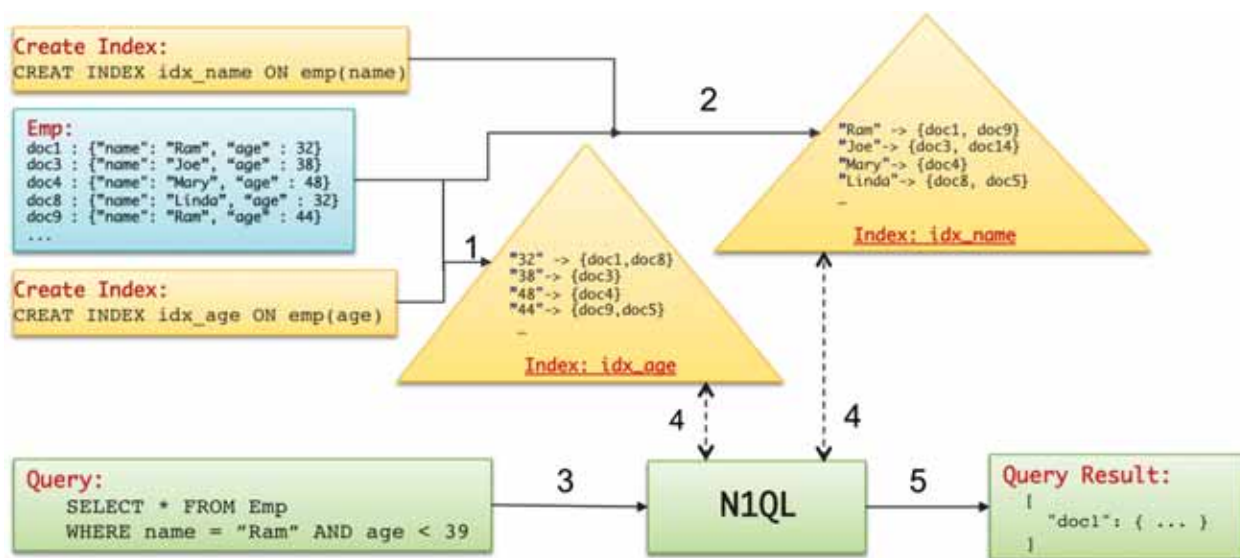 Create Index:
CREAT INDEX idx_name ON emp(name)
Emp:
doc1 : {"name": "Ram", "age" : 32}
doc3 : {"name": "Joe", "age" : 38}
doc4 : {"name": "Mary", "age" : 48}
doc8 : {"name": "Linda", "age" : 32}
doc9 : {"name": "Ram", "age" : 44}
...
Create Index:
CREAT INDEX idx_age ON emp(age)
1
"32" -> {doc1,doc8}
"38"-> {doc3}
"48"-> {doc4}
"44"-> {doc9,doc5}
…
Index: idx_age
2
"Ram" -> {doc1, doc9}
"Joe"-> {doc3, doc14}
"Mary"-> {doc4}
"Linda"-> {doc8, doc5}
…
Index: idx_name
4
4
Query:
SELECT * FROM Emp
WHERE name = "Ram" AND age < 39
3
N1QL
5
Query Result:
[
"doc1": { ... }
]